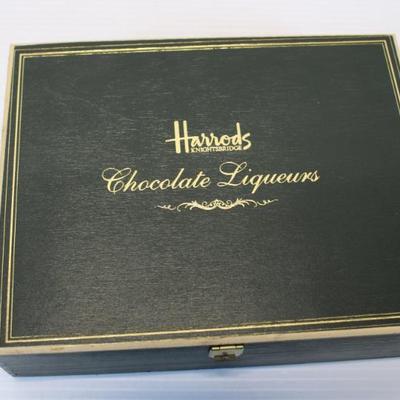 Harrods
KNIGHTSBRIDGE
Chocolate Liqueurs